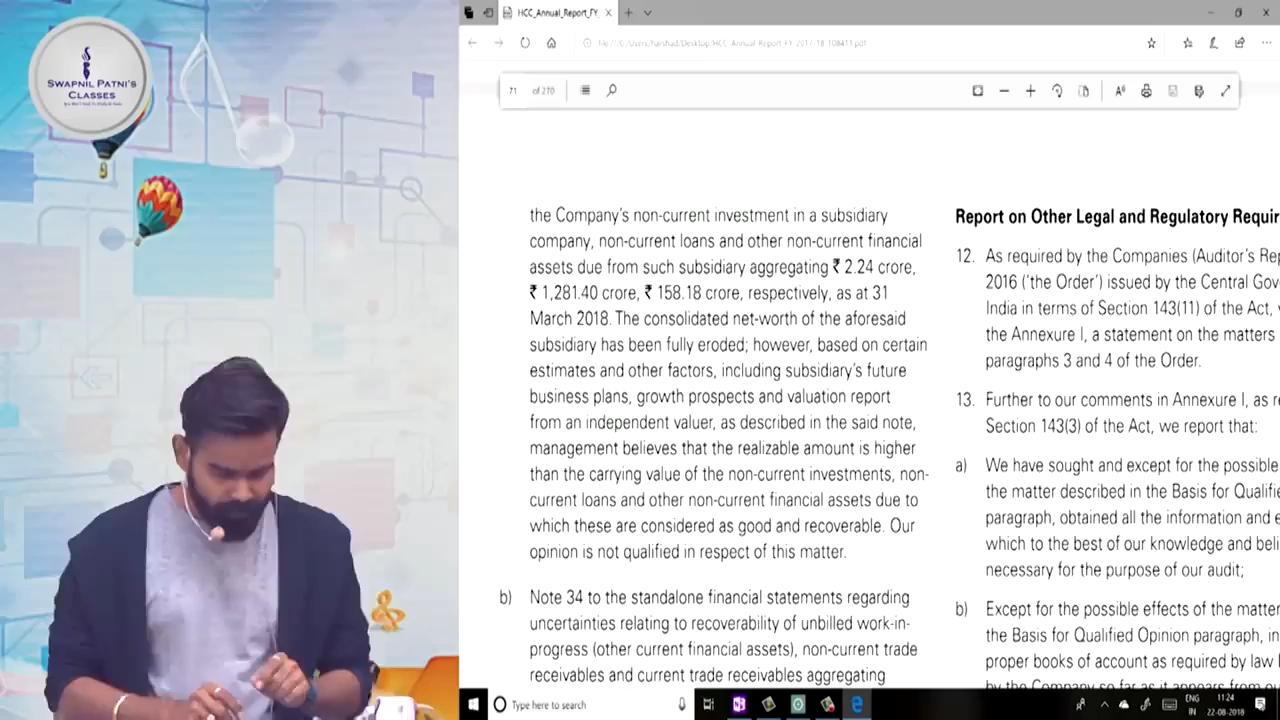 SWAPNIL PATNI'S
CLASSES
HCC_Annual_Report_FY_
71 of 270
the Company's non-current investment in a subsidiary
company, non-current loans and other non-current financial
assets due from such subsidiary aggregating ₹ 2.24 crore,
₹ 1,281.40 crore, ₹ 158.18 crore, respectively, as at 31
March 2018. The consolidated net-worth of the aforesaid
subsidiary has been fully eroded; however, based on certain
estimates and other factors, including subsidiary's future
business plans, growth prospects and valuation report
from an independent valuer, as described in the said note,
management believes that the realizable amount is higher
than the carrying value of the non-current investments, non-
current loans and other non-current financial assets due to
which these are considered as good and recoverable. Our
opinion is not qualified in respect of this matter.
b) Note 34 to the standalone financial statements regarding
uncertainties relating to recoverability of unbilled work-in-
progress (other current financial assets), non-current trade
receivables and current trade receivables aggregating
Report on Other Legal and Regulatory Requir
12. As required by the Companies (Auditor's Rep
2016 ('the Order') issued by the Central Gov
India in terms of Section 143(11) of the Act,
the Annexure I, a statement on the matters
paragraphs 3 and 4 of the Order.
13. Further to our comments in Annexure I, as re
Section 143(3) of the Act, we report that:
a) We have sought and except for the possible
the matter described in the Basis for Qualifie
paragraph, obtained all the information and e
which to the best of our knowledge and beli
necessary for the purpose of our audit;
b) Except for the possible effects of the matter
the Basis for Qualified Opinion paragraph, in
proper books of account as required by law
by the Company so far as it appears from
Type here to search
ENG
IN
11:24
22-08-2018